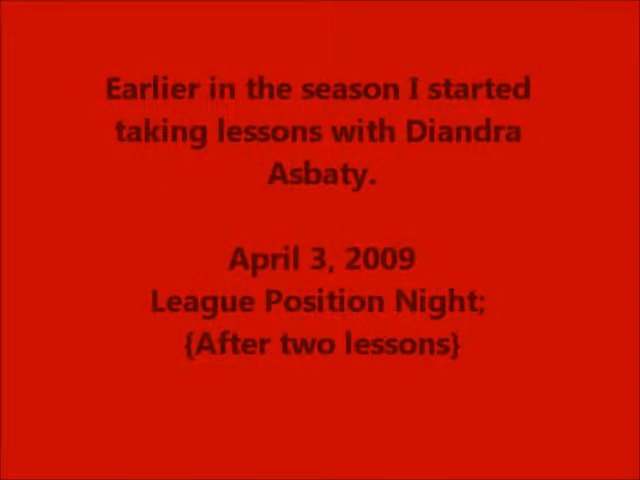 Earlier in the season I started
taking lessons with Diandra
Asbaty.
April 3, 2009
League Position Night;
{After two lessons}